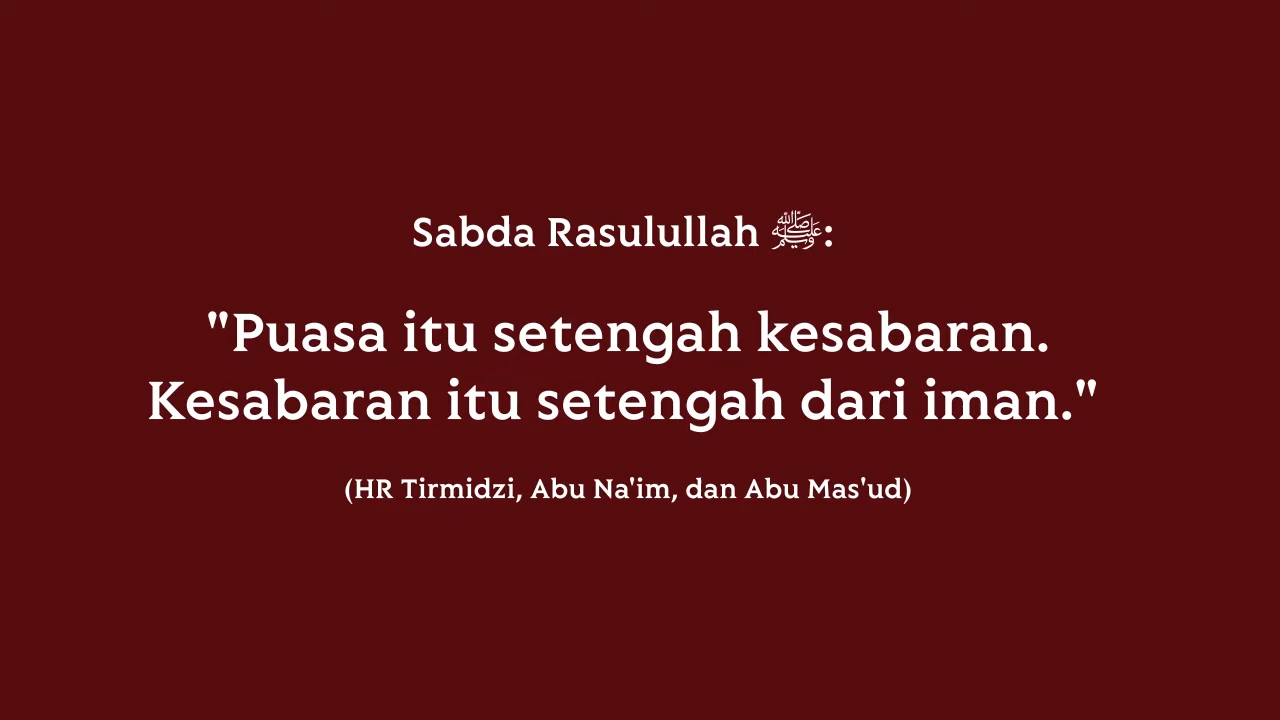 Sabda Rasulullah ﷺ:
"Puasa itu setengah kesabaran.
Kesabaran itu setengah dari iman."
(HR Tirmidzi, Abu Na'im, dan Abu Mas'ud)